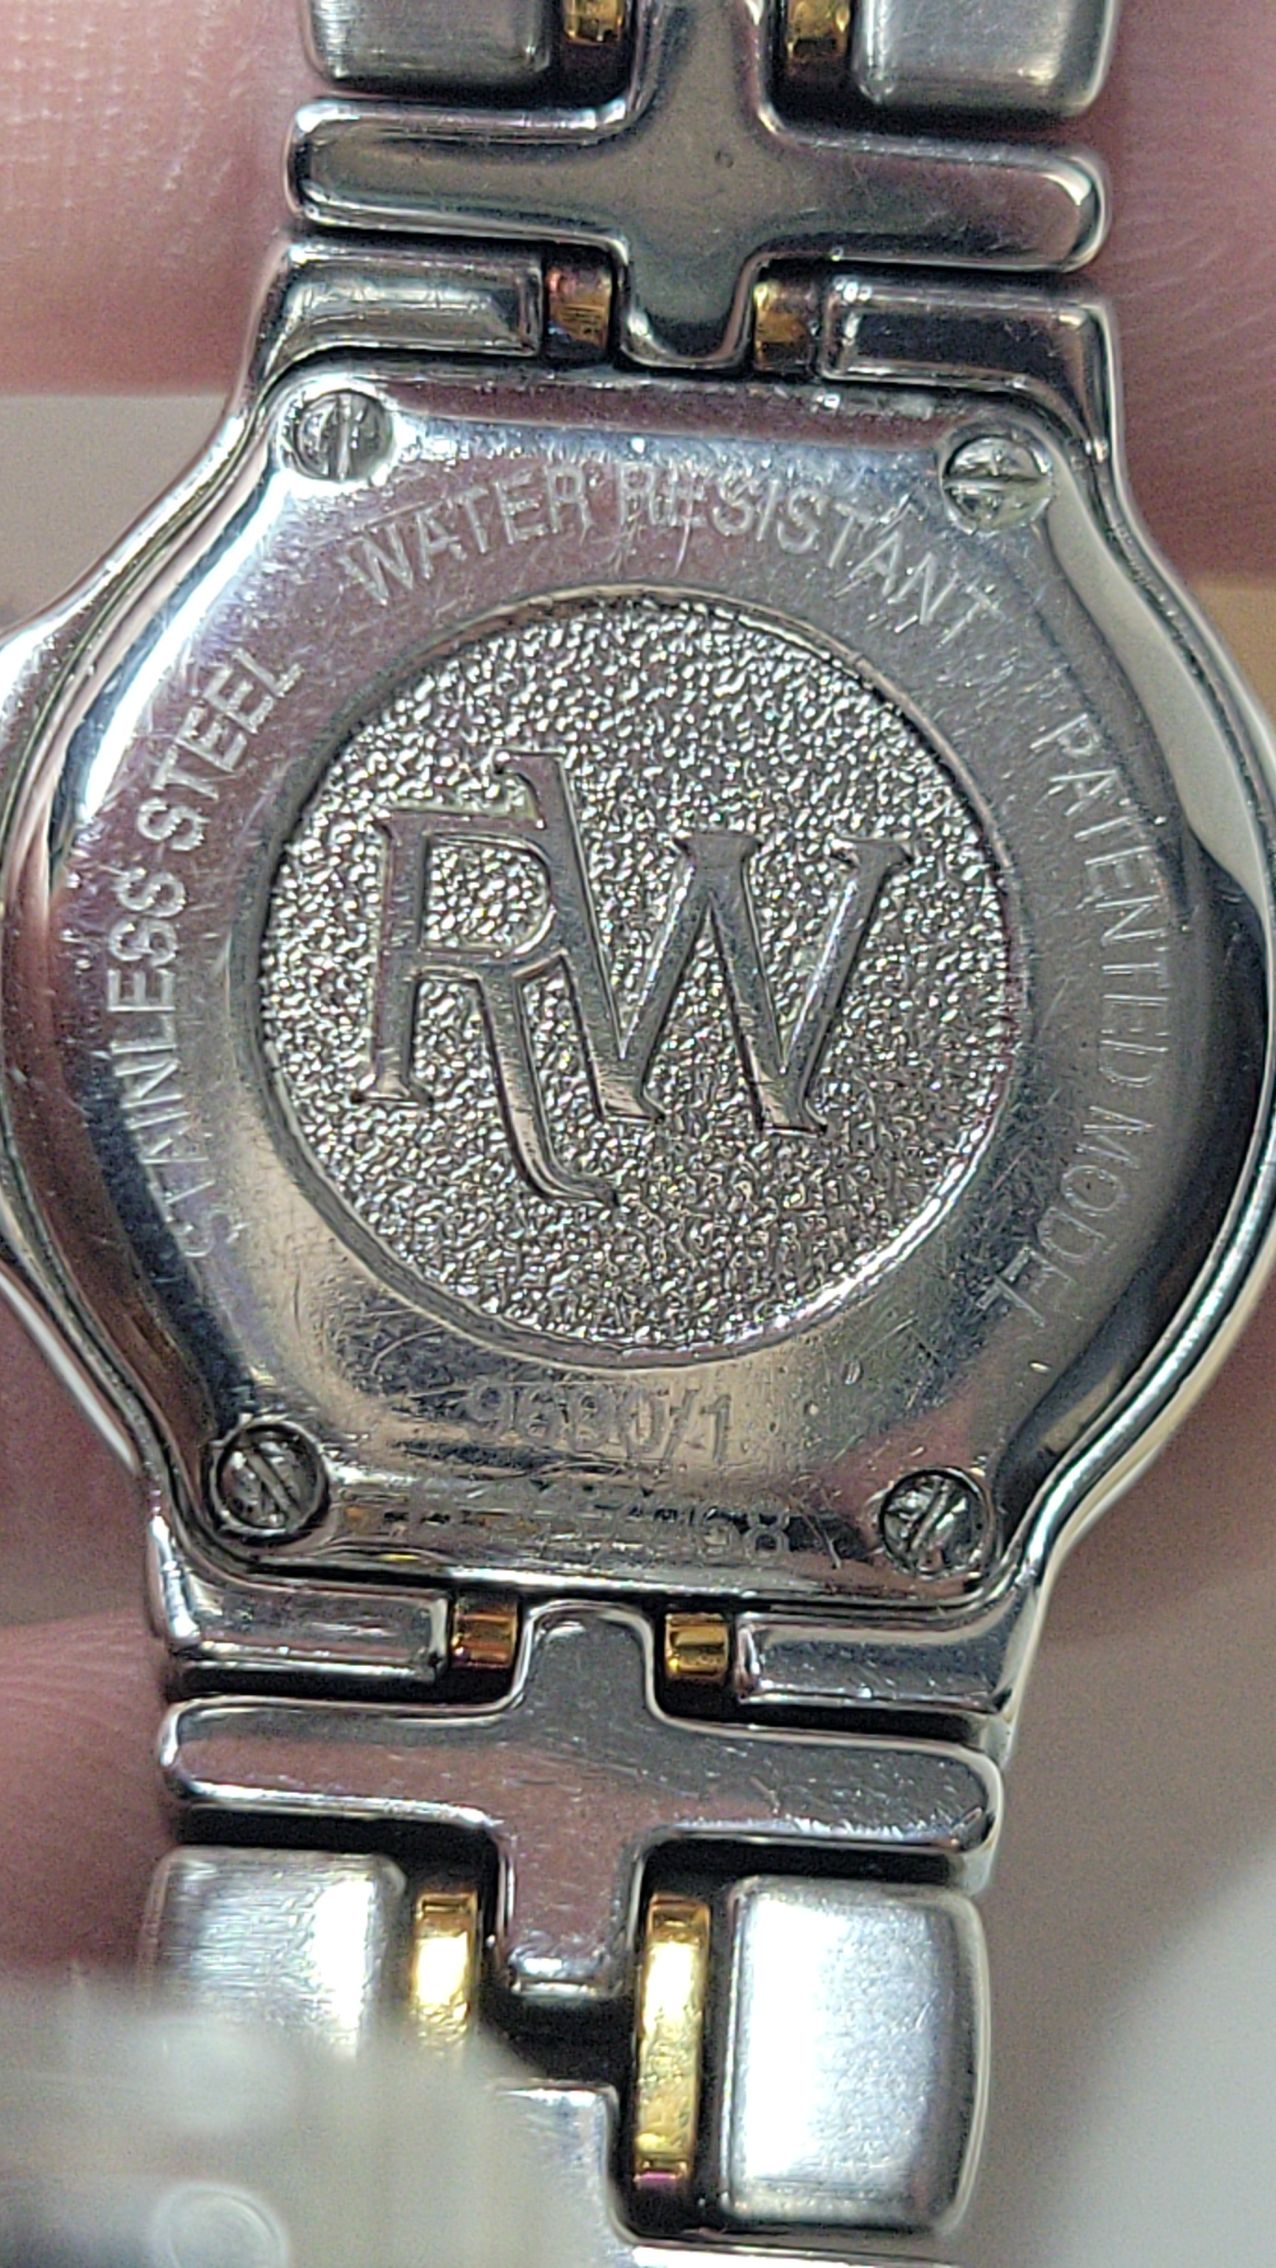 STAINLESS STEEL
WATER RESISTANT
PATENTED MODEL
RW
9680/1